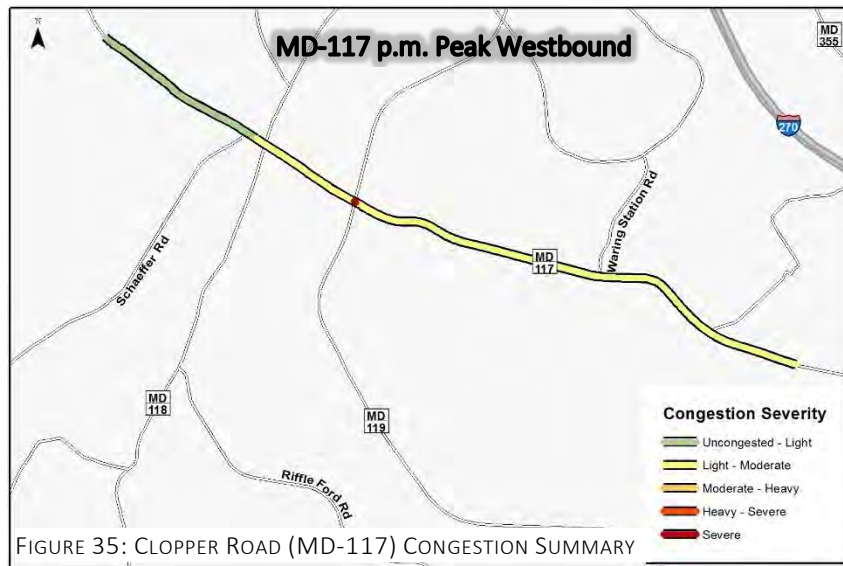 N
MD-117 p.m. Peak Westbound
MD
355
270
Waring Station Rd
MD
117
Schaeffer Rd
MD
118
MD
119
Riffle Ford Rd
Congestion Severity
Uncongested - Light
Light - Moderate
Moderate - Heavy
Heavy - Severe
Severe
FIGURE 35: CLOPPER ROAD (MD-117) CONGESTION SUMMARY